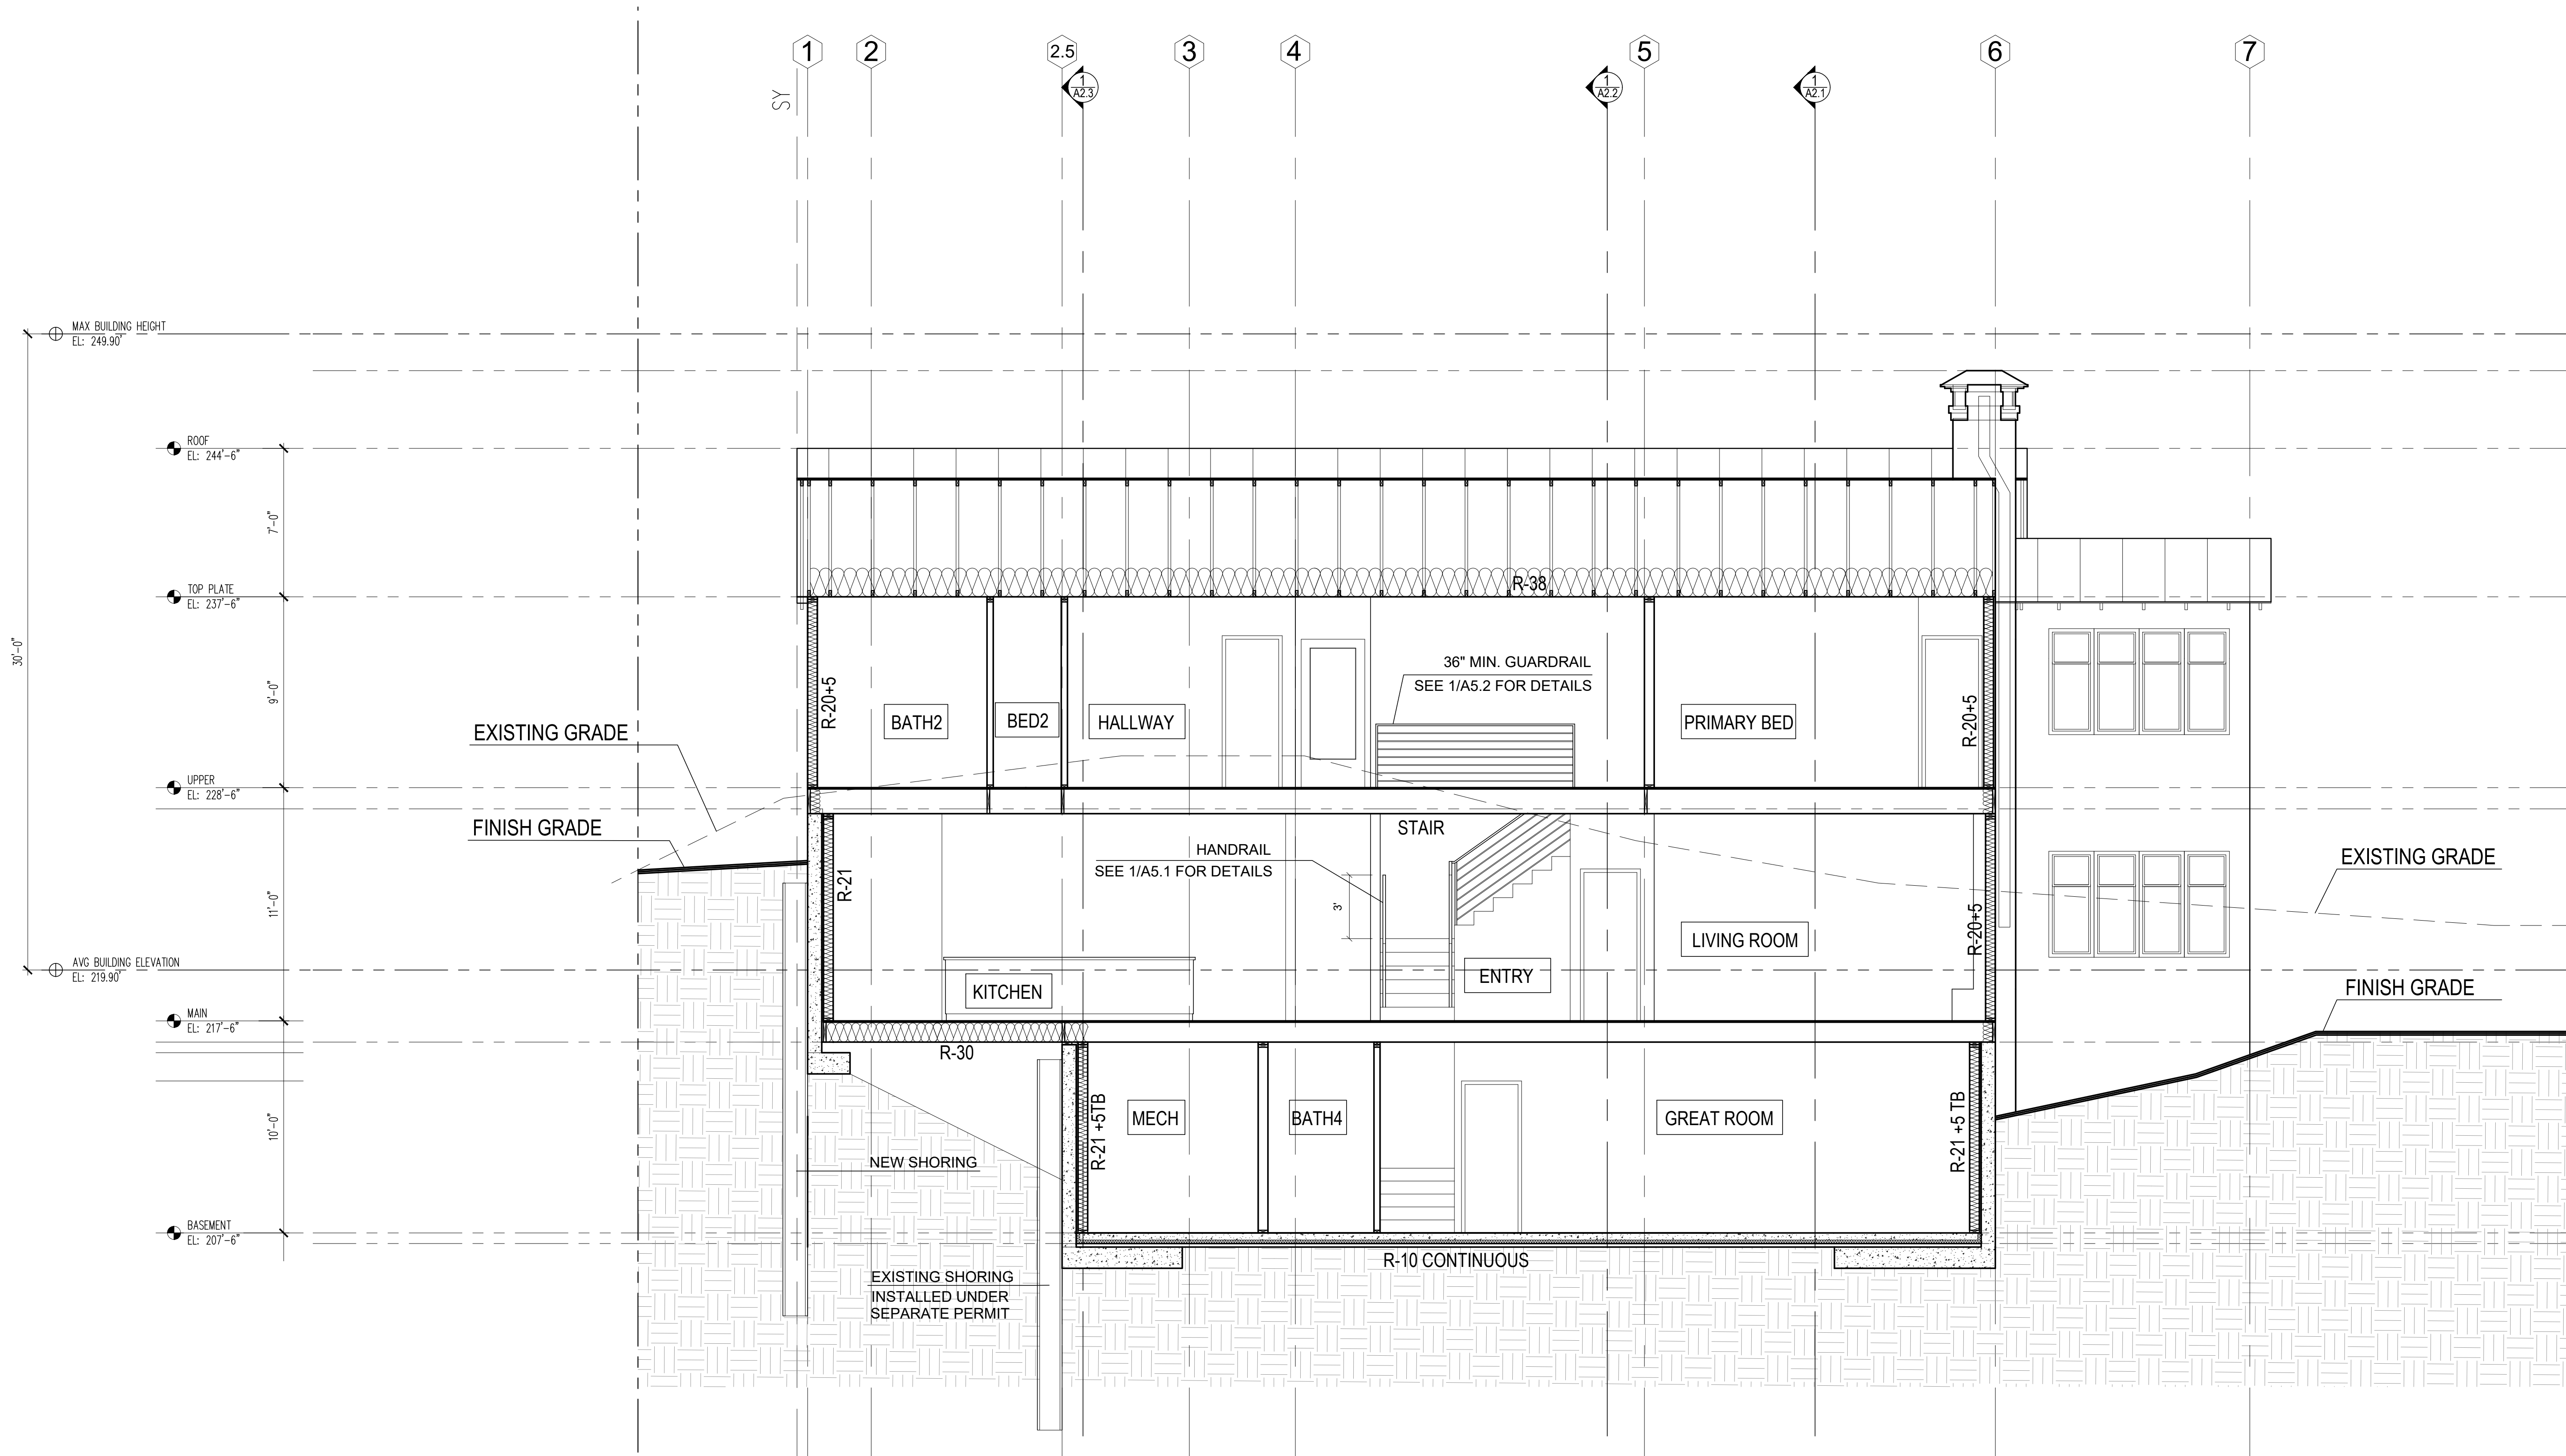 1
2
2.5
3
4
5
6
7
1
A2.3
1
A2.2
1
A2.1
SY
MAX BUILDING HEIGHT
EL: 249.90'
ROOF
EL: 244'-6"
7'-0"
TOP PLATE
EL: 237'-6"
R-38
30'-0"
9'-0"
36" MIN. GUARDRAIL
SEE 1/A5.2 FOR DETAILS
R-20+5
BATH2
BED2
HALLWAY
PRIMARY BED
R-20+5
EXISTING GRADE
UPPER
EL: 228'-6"
FINISH GRADE
STAIR
HANDRAIL
SEE 1/A5.1 FOR DETAILS
EXISTING GRADE
R-21
11'-0"
3'
LIVING ROOM
R-20+5
AVG BUILDING ELEVATION
EL: 219.90'
KITCHEN
ENTRY
FINISH GRADE
MAIN
EL: 217'-6"
R-30
10'-0"
R-21 +5TB
MECH
BATH4
GREAT ROOM
R-21 +5 TB
NEW SHORING
BASEMENT
EL: 207'-6"
R-10 CONTINUOUS
EXISTING SHORING
INSTALLED UNDER
SEPARATE PERMIT